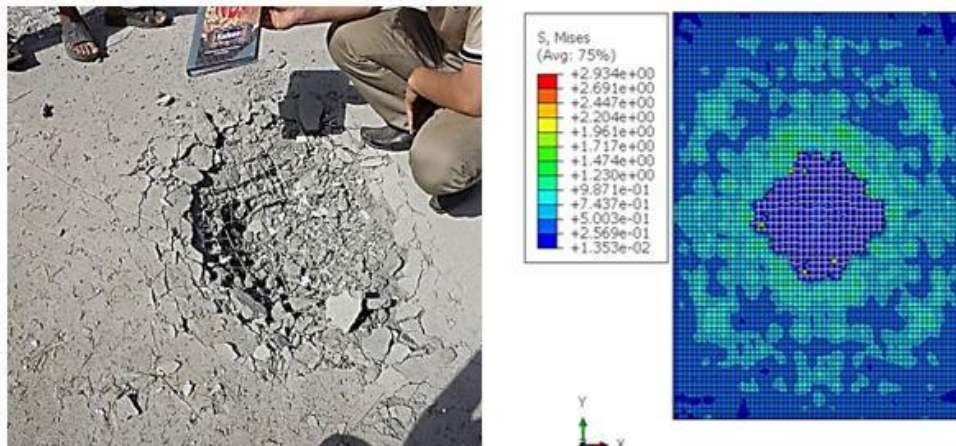 S, Mises
(Avg: 75%)
+2.934e+00
+2.691e+00
+2.447e+00
+2.204e+00
+1.961e+00
+1.717e+00
+1.474e+00
+1.230e+00
+9.871e-01
+7.437e-01
+5.003e-01
+2.569e-01
+1.353e-02
Y
X